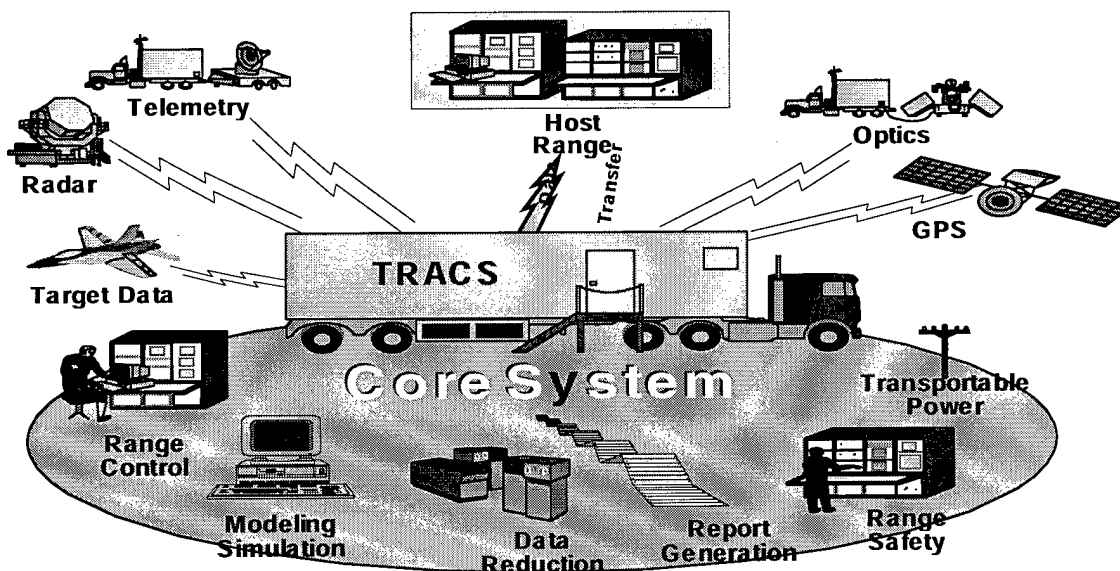 Telemetry
Host
Range
Optics
Radar
Transfer
GPS
Target Data
TRACS
Core System
Transportable
Power
Range
Control
Modeling
Simulation
Data
Reduction
Report
Generation
Range
Safety